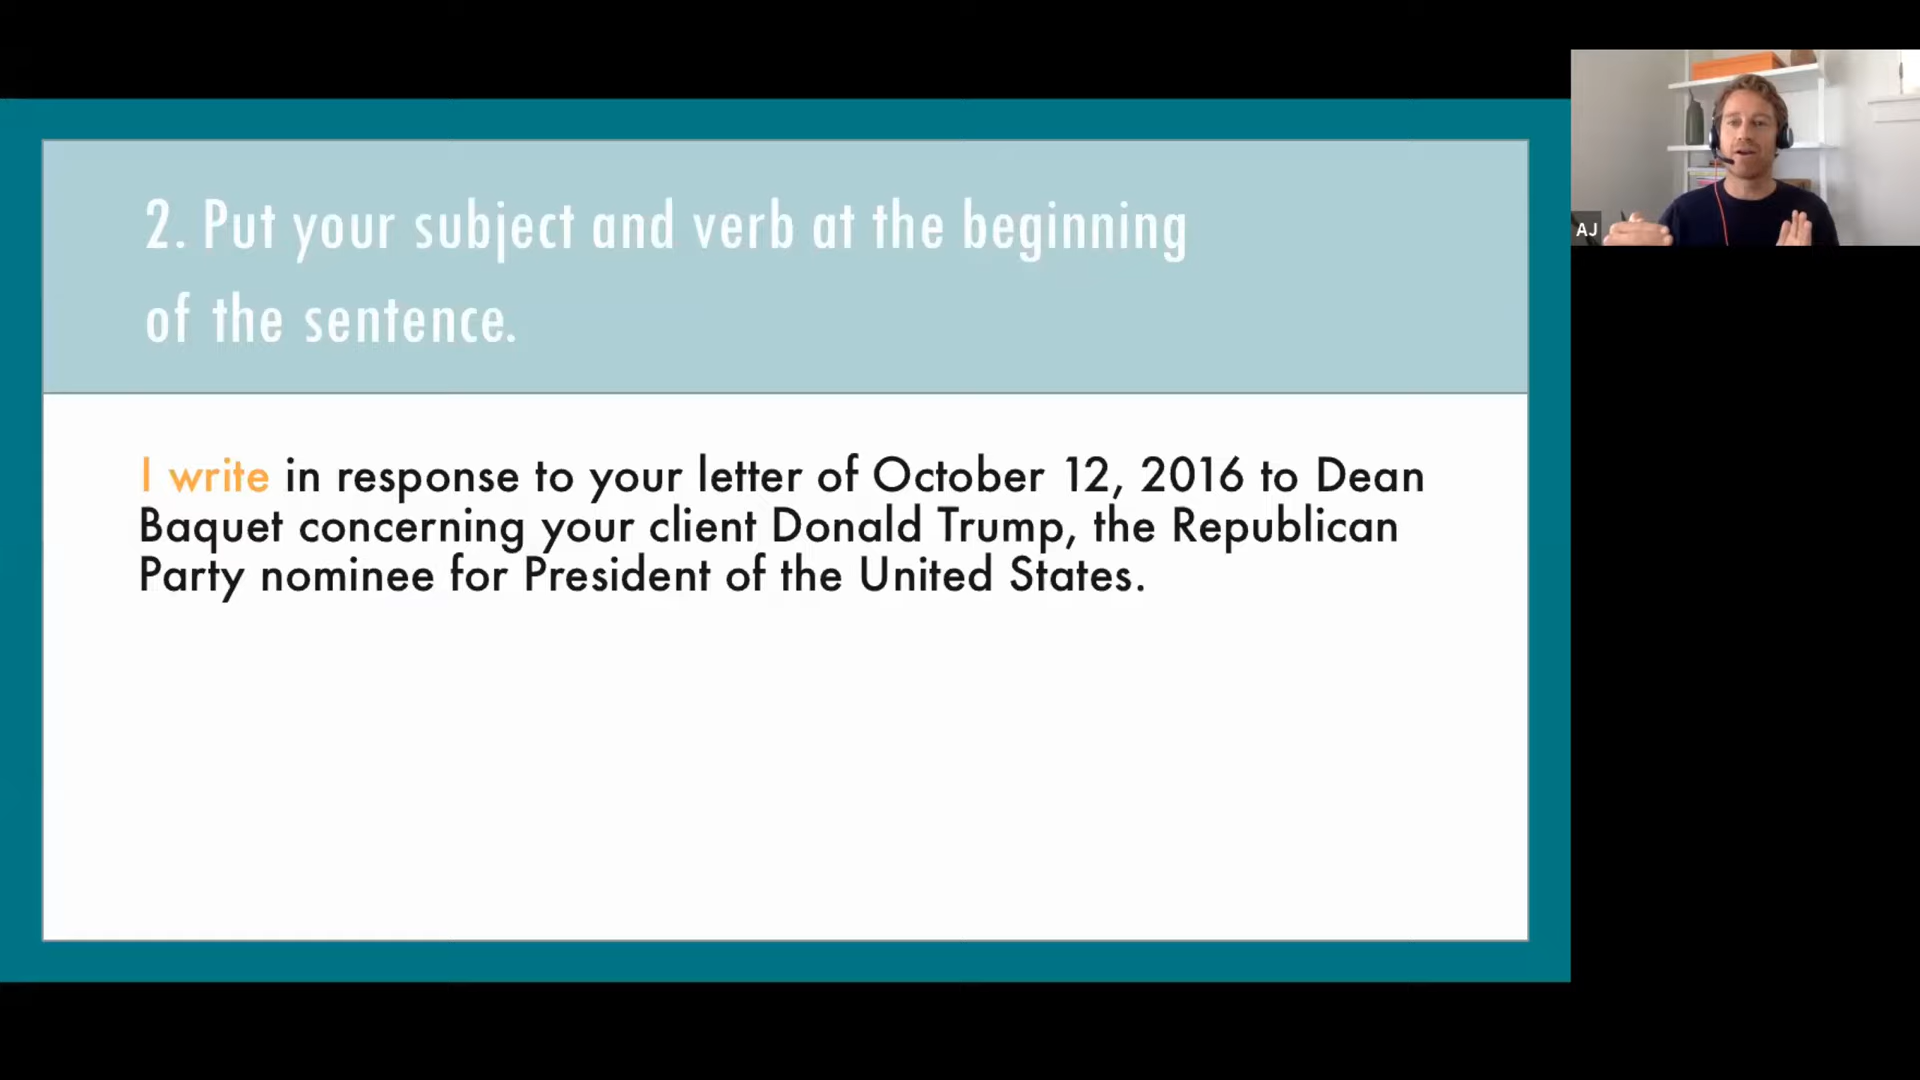 2. Put your subject and verb at the beginning
of the sentence.
I write in response to your letter of October 12, 2016 to Dean
Baquet concerning your client Donald Trump, the Republican
Party nominee for President of the United States.
AJ